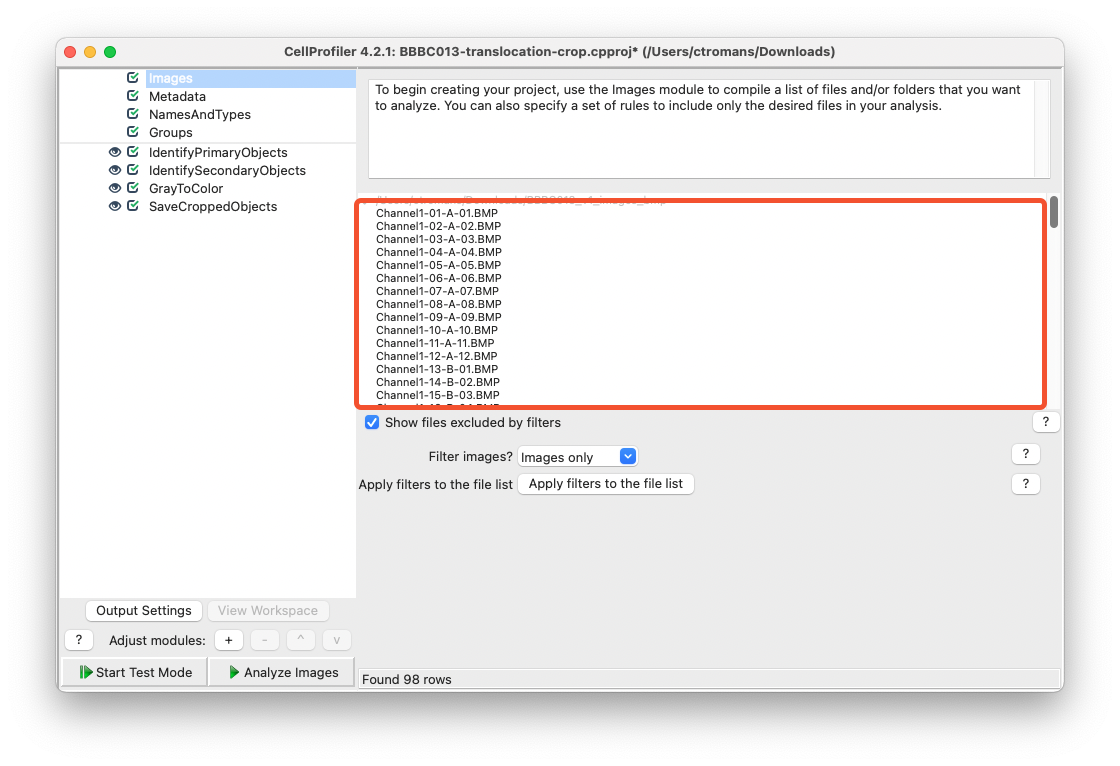 CellProfiler 4.2.1: BBBC013-translocation-crop.cpproj* (/Users/ctromans/Downloads)
Images
Metadata
NamesAndTypes
Groups
IdentifyPrimaryObjects
IdentifySecondaryObjects
GrayToColor
SaveCroppedObjects
Output Settings
View Workspace
?
Adjust modules:
+
-
^
v
Start Test Mode
Analyze Images
To begin creating your project, use the Images module to compile a list of files and/or folders that you want
to analyze. You can also specify a set of rules to include only the desired files in your analysis.
Channel1-01-A-01.BMP
Channel1-02-A-02.BMP
Channel1-03-A-03.BMP
Channel1-04-A-04.BMP
Channel1-05-A-05.BMP
Channel1-06-A-06.BMP
Channel1-07-A-07.BMP
Channel1-08-A-08.BMP
Channel1-09-A-09.BMP
Channel1-10-A-10.BMP
Channel1-11-A-11.BMP
Channel1-12-A-12.BMP
Channel1-13-B-01.BMP
Channel1-14-B-02.BMP
Channel1-15-B-03.BMP
Show files excluded by filters
?
Filter images? Images only
?
Apply filters to the file list Apply filters to the file list
?
Found 98 rows